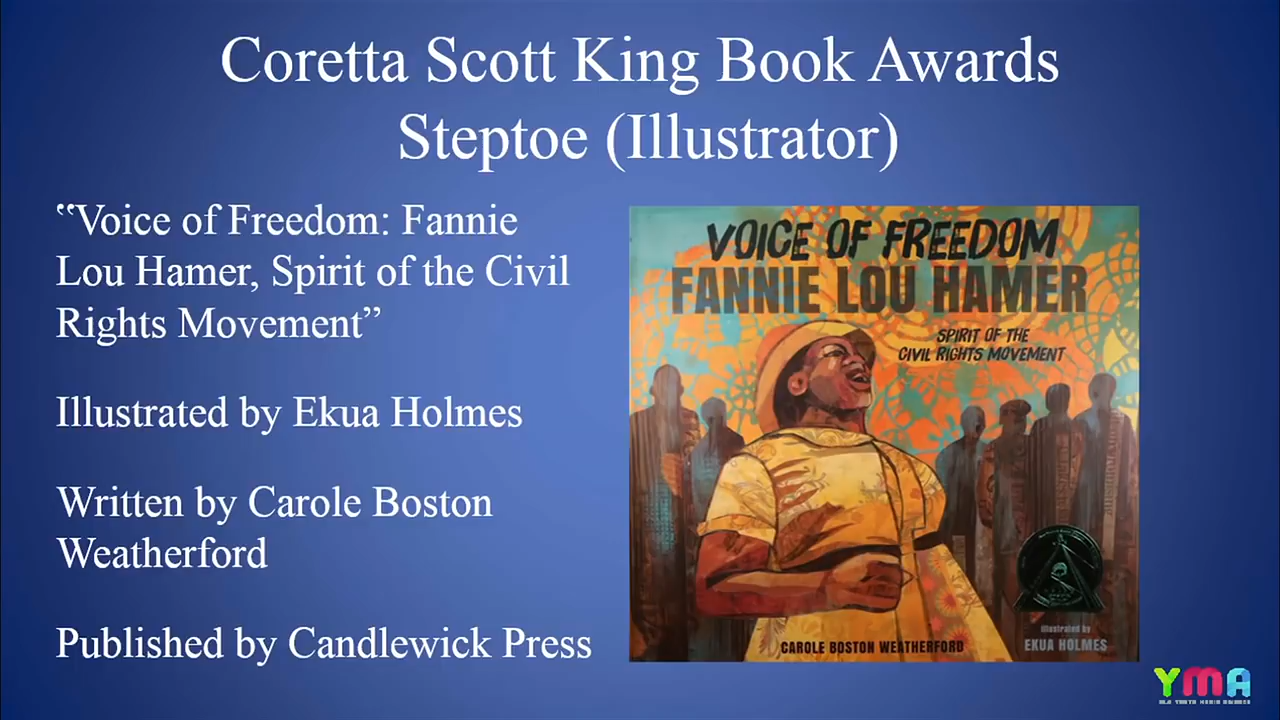 Coretta Scott King Book Awards
Steptoe (Illustrator)
“Voice of Freedom: Fannie
Lou Hamer, Spirit of the Civil
Rights Movement”
Illustrated by Ekua Holmes
Written by Carole Boston
Weatherford
Published by Candlewick Press
VOICE OF FREEDOM
FANNIE LOU HAMER
SPIRIT OF THE
CIVIL RIGHTS MOVEMENT
CAROLE BOSTON WEATHERFORD
illustrated by
EKUA HOLMES
YMA